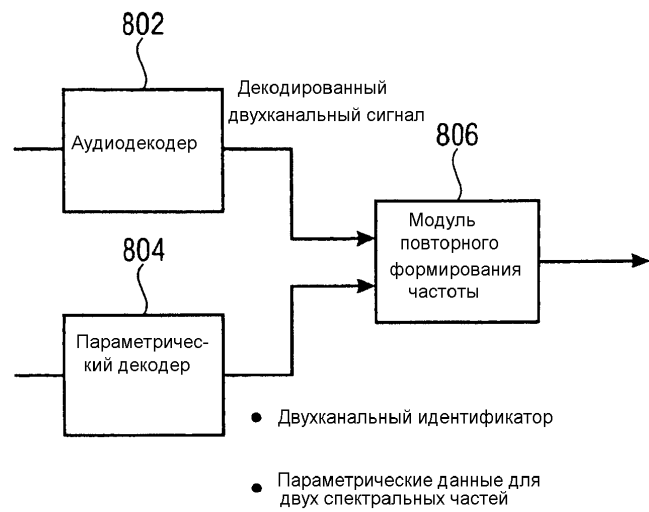 802
Декодированный
двухканальный сигнал
Аудиодекодер
806
Модуль
повторного
формирования
частоты
804
Параметричес-
кий декодер
• Двухканальный идентификатор
• Параметрические данные для
двух спектральных частей